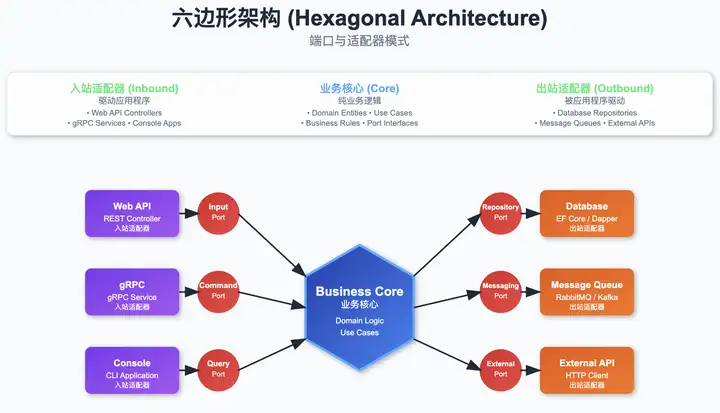 六边形架构 (Hexagonal Architecture)
端口与适配器模式
入站适配器 (Inbound)
驱动应用程序
• Web API Controllers
• gRPC Services • Console Apps
业务核心 (Core)
纯业务逻辑
• Domain Entities • Use Cases
• Business Rules • Port Interfaces
出站适配器 (Outbound)
被应用程序驱动
• Database Repositories
• Message Queues • External APIs
Web API
REST Controller
入站适配器
Input
Port
gRPC
gRPC Service
入站适配器
Command
Port
Console
CLI Application
入站适配器
Query
Port
Business Core
业务核心
Domain Logic
Use Cases
Repository
Port
Database
EF Core / Dapper
出站适配器
Messaging
Port
Message Queue
RabbitMQ / Kafka
出站适配器
External
Port
External API
HTTP Client
出站适配器